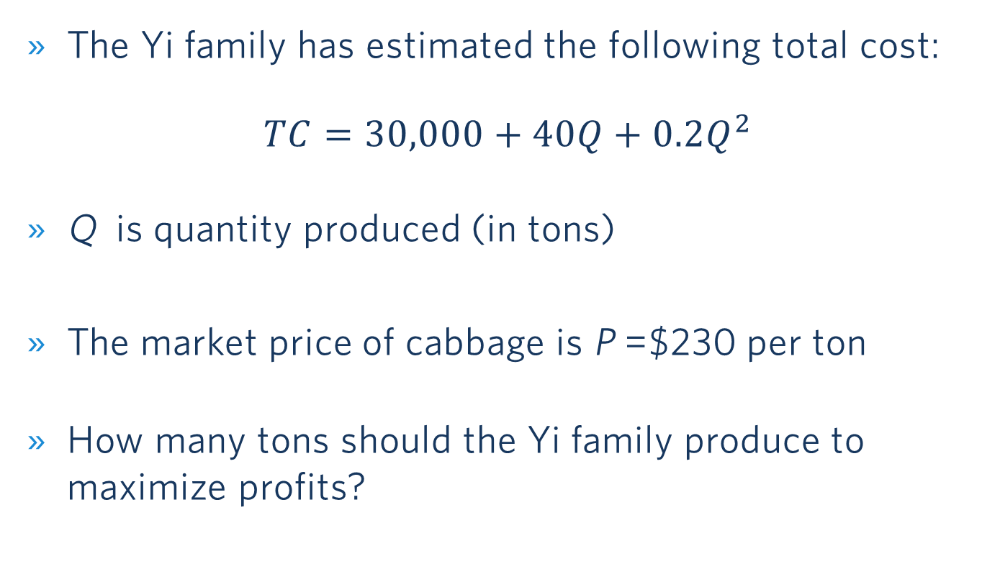 » The Yi family has estimated the following total cost:
TC = 30,000 + 40Q + 0.2Q²
» Q is quantity produced (in tons)
» The market price of cabbage is P =$230 per ton
» How many tons should the Yi family produce to
maximize profits?